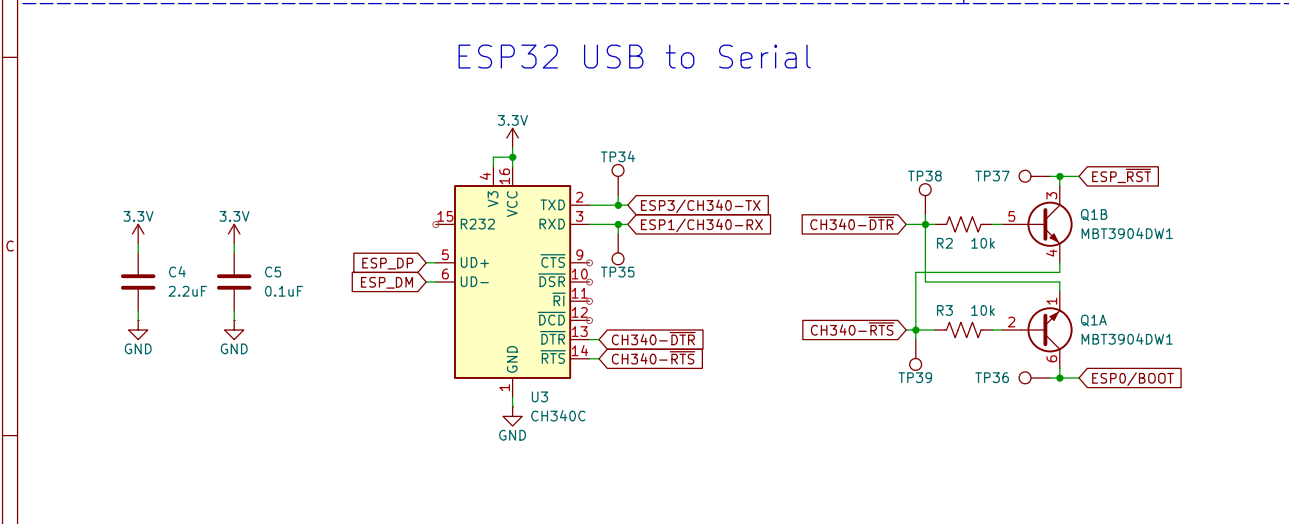 ESP32 USB to Serial
C
3.3V
C4
2.2uF
GND
3.3V
C5
0.1uF
GND
3.3V
4
16
V3
VCC
15
R232
5
UD+
6
UD-
ESP_DP
ESP_DM
TXD
2
RXD
3
CTS
9
DSR
10
RI
11
DCD
12
DTR
13
RTS
14
GND
1
GND
U3
CH340C
TP34
ESP3/CH340-TX
ESP1/CH340-RX
TP35
CH340-DTR
CH340-RTS
TP38
CH340-DTR
R2 10k
5
TP37
ESP_RST
3
Q1B
MBT3904DW1
4
CH340-RTS
R3 10k
2
TP39
1
Q1A
MBT3904DW1
6
TP36
ESP0/BOOT